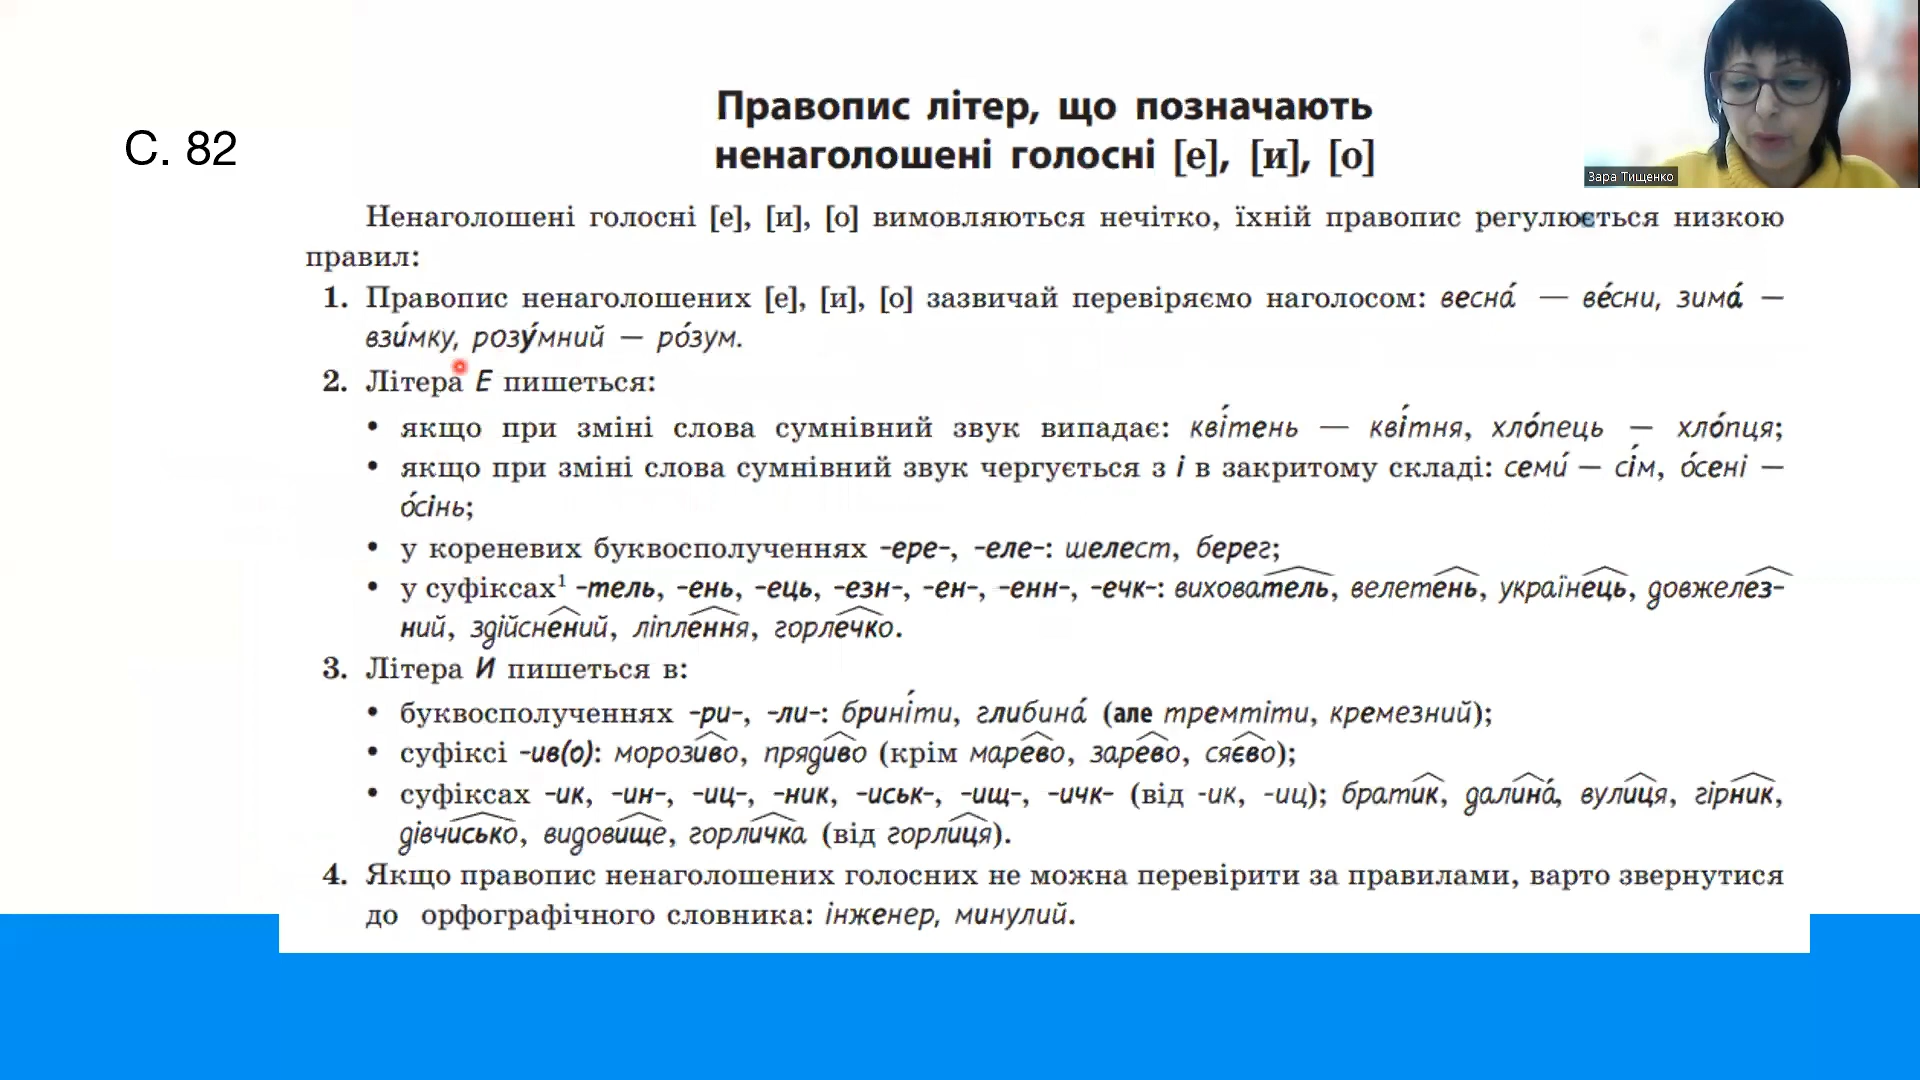 С. 82
Правопис літер, що позначають
ненаголошені голосні [е], [и], [о]
Зара Тищенко
Ненаголошені голосні [е], [и], [о] вимовляються нечітко, їхній правопис регулюється низкою
правил:
1. Правопис ненаголошених [е], [и], [о] зазвичай перевіряємо наголосом: весна́ — ве́сни, зима́ —
взи́мку, розу́мний — ро́зум.
2. Літера Е пишеться:
• якщо при зміні слова сумнівний звук випадає: кві́тень — кві́тня, хло́пець — хло́пця;
• якщо при зміні слова сумнівний звук чергується з і в закритому складі: семи́ — сі́м, о́сені —
о́сінь;
• у кореневих буквосполученнях -ере-, -еле-: шелест, берег;
• у суфіксах¹ -тель, -ень, -ець, -езн-, -ен-, -енн-, -ечк-: вихователь, велетень, українець, довжелез-
ний, здійснений, ліплення, горлечко.
3. Літера И пишеться в:
• буквосполученнях -ри-, -ли-: брині́ти, глибина́ (але тремтіти, кремезний);
• суфіксі -ив(о): морозиво, прядиво (крім марево, зарево, сяєво);
• суфіксах -ик, -ин-, -иц-, -ник, -иськ-, -ищ-, -ичк- (від -ик, -иц); братик, далина́, вулиця, гірник,
дівчисько, видовище, горличка (від горлиця).
4. Якщо правопис ненаголошених голосних не можна перевірити за правилами, варто звернутися
до орфографічного словника: інженер, минулий.